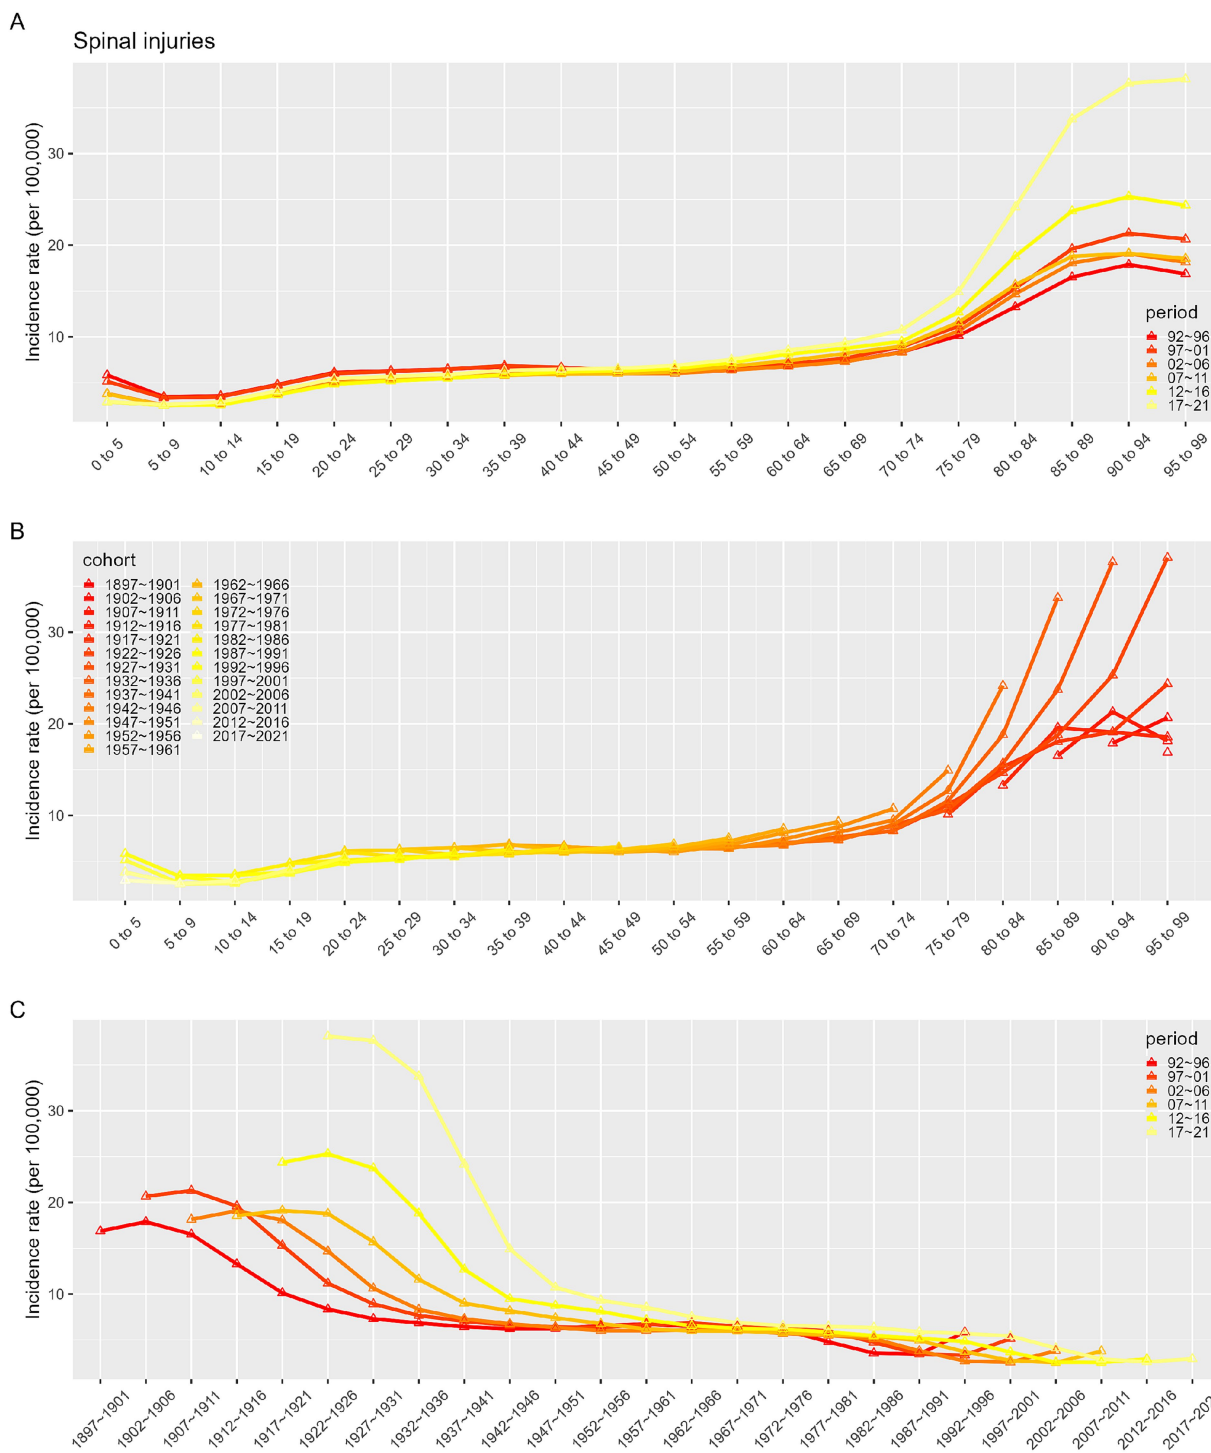 A
Spinal injuries
Incidence rate (per 100,000)
30
20
10
period
92~96
97~01
02~06
07~11
12~16
17~21
0 to 5
5 to 9
10 to 14
15 to 19
20 to 24
25 to 29
30 to 34
35 to 39
40 to 44
45 to 49
50 to 54
55 to 59
60 to 64
65 to 69
70 to 74
75 to 79
80 to 84
85 to 89
90 to 94
95 to 99
B
Incidence rate (per 100,000)
30
20
10
cohort
1897~1901
1902~1906
1907~1911
1912~1916
1917~1921
1922~1926
1927~1931
1932~1936
1937~1941
1942~1946
1947~1951
1952~1956
1957~1961
1962~1966
1967~1971
1972~1976
1977~1981
1982~1986
1987~1991
1992~1996
1997~2001
2002~2006
2007~2011
2012~2016
2017~2021
0 to 5
5 to 9
10 to 14
15 to 19
20 to 24
25 to 29
30 to 34
35 to 39
40 to 44
45 to 49
50 to 54
55 to 59
60 to 64
65 to 69
70 to 74
75 to 79
80 to 84
85 to 89
90 to 94
95 to 99
C
Incidence rate (per 100,000)
30
20
10
period
92~96
97~01
02~06
07~11
12~16
17~21
1897~1901
1902~1906
1907~1911
1912~1916
1917~1921
1922~1926
1927~1931
1932~1936
1937~1941
1942~1946
1947~1951
1952~1956
1957~1961
1962~1966
1967~1971
1972~1976
1977~1981
1982~1986
1987~1991
1992~1996
1997~2001
2002~2006
2007~2011
2012~2016